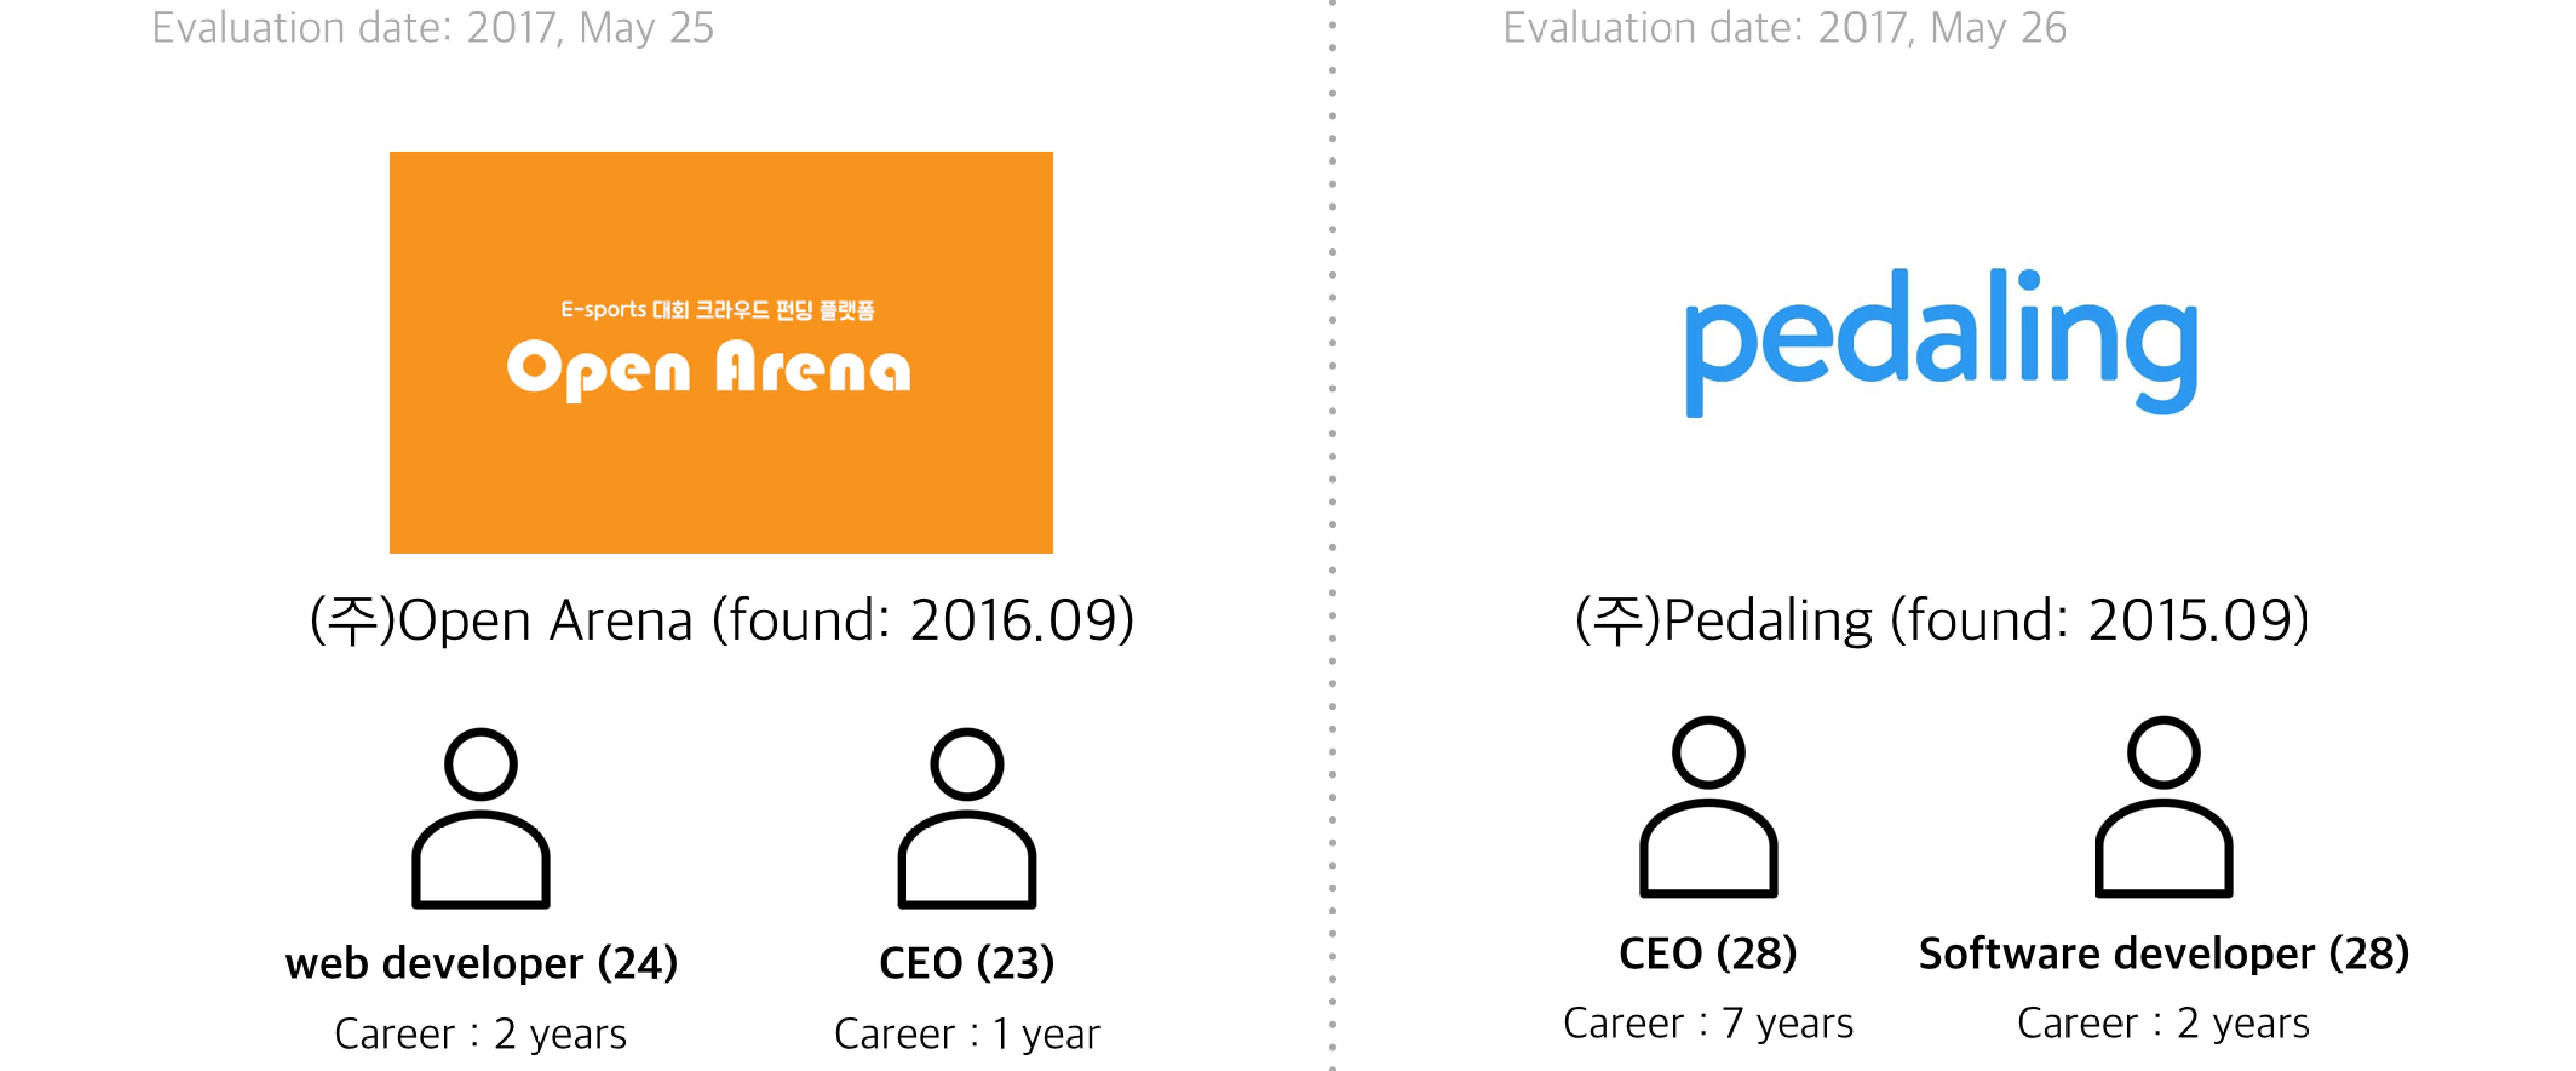 Evaluation date: 2017, May 25
E-sports 대회 크라우드 펀딩 플랫폼
Open Arena
(주)Open Arena (found: 2016.09)
web developer (24)
Career : 2 years
CEO (23)
Career : 1 year
Evaluation date: 2017, May 26
pedaling
(주)Pedaling (found: 2015.09)
CEO (28)
Career : 7 years
Software developer (28)
Career : 2 years